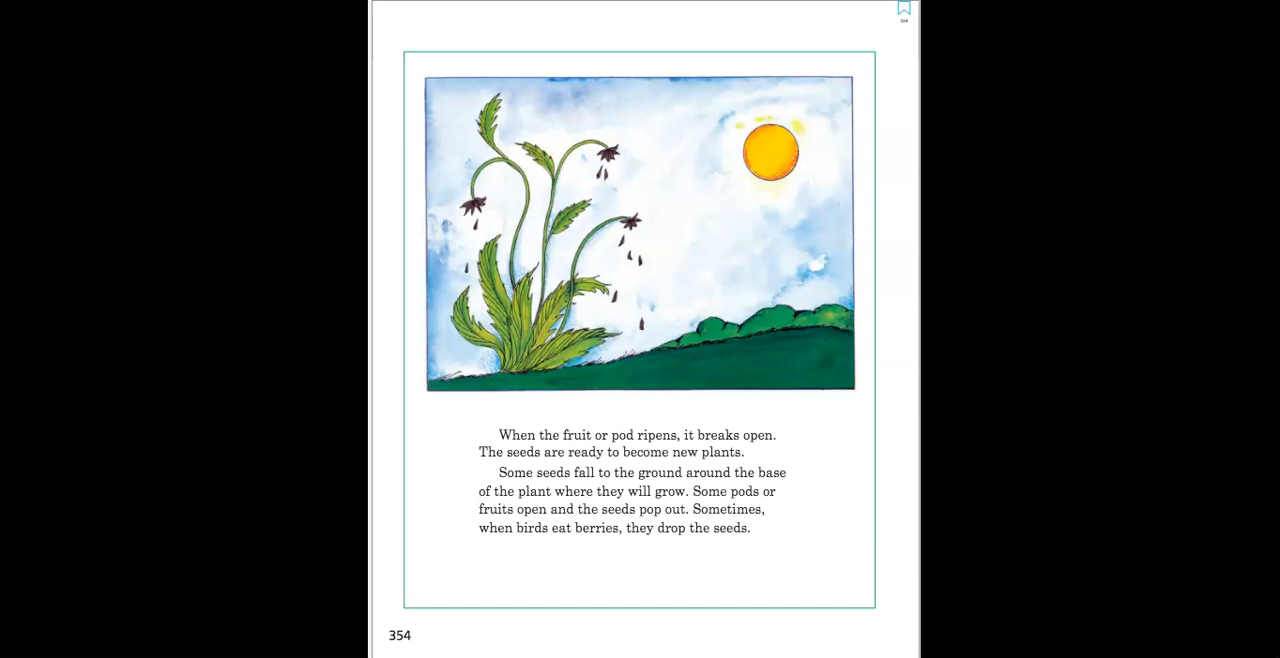 354
When the fruit or pod ripens, it breaks open.
The seeds are ready to become new plants.
Some seeds fall to the ground around the base
of the plant where they will grow. Some pods or
fruits open and the seeds pop out. Sometimes,
when birds eat berries, they drop the seeds.
354